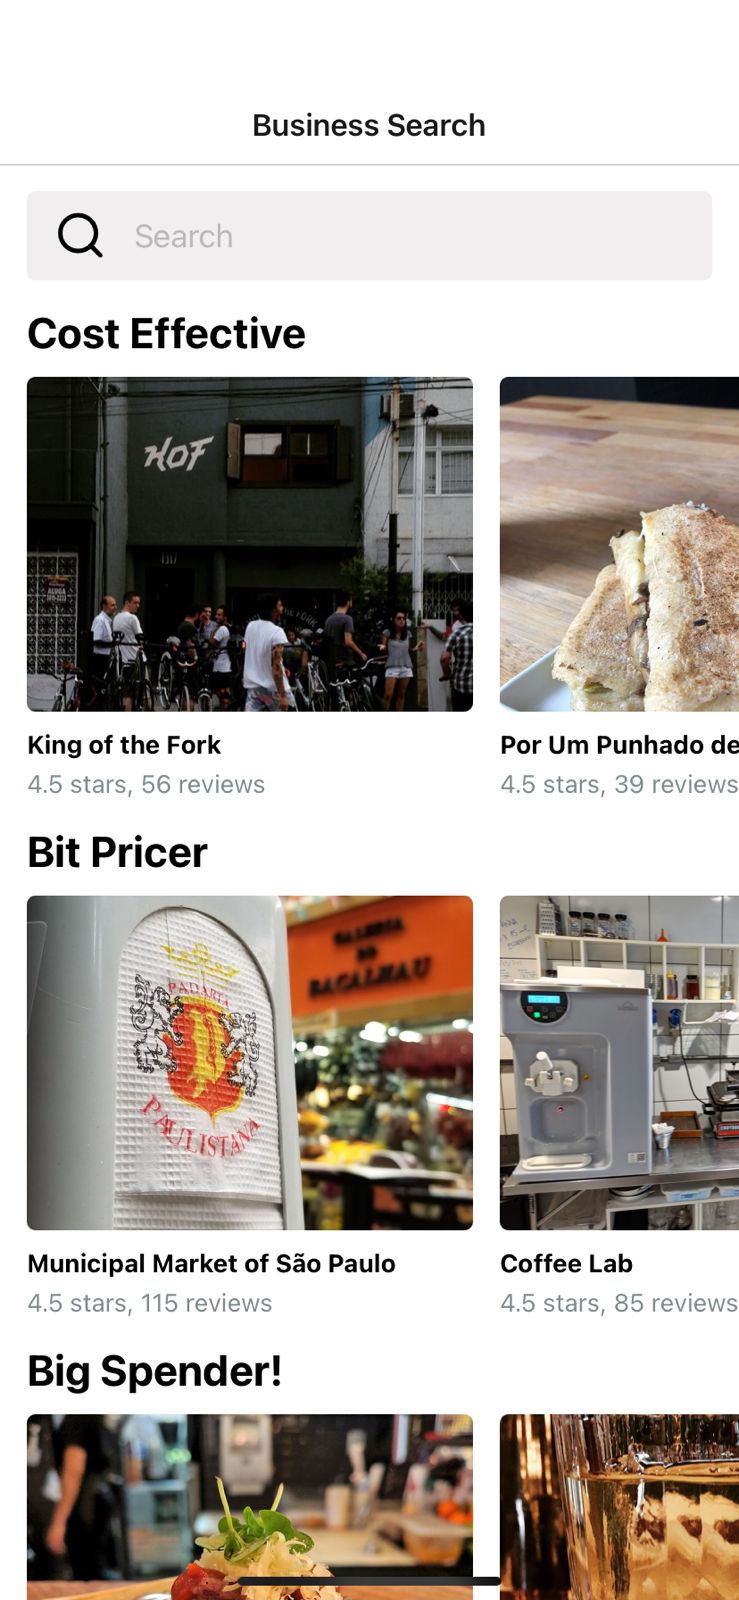 Business Search
Search
Cost Effective
KOF
1317
ALUGA
King of the Fork
4.5 stars, 56 reviews
Por Um Punhado de
4.5 stars, 39 reviews
Bit Pricer
GALERIA
DO
BACALHAU
PADARIA
PAULISTANA
Municipal Market of São Paulo
4.5 stars, 115 reviews
Coffee Lab
4.5 stars, 85 reviews
Big Spender!